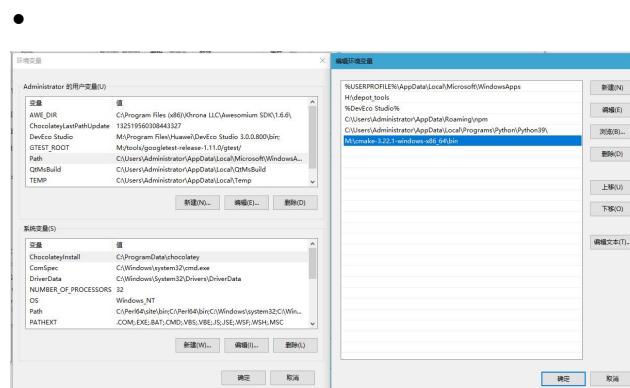 环境变量
Administrator 的用户变量(U)
变量 值
AWE_DIR C:\Program Files (x86)\Khrona LLC\Awesomium SDK\1.6.6\
ChocolateyLastPathUpdate 132519560308443327
DevEco Studio M:\Program Files\Huawei\DevEco Studio 3.0.0.800\bin;
GTEST_ROOT M:/tools/googletest-release-1.11.0/gtest/
Path C:\Users\Administrator\AppData\Local\Microsoft\WindowsA...
QtMsBuild C:\Users\Administrator\AppData\Local\QtMsBuild
TEMP C:\Users\Administrator\AppData\Local\Temp
新建(N)... 编辑(E)... 删除(D)
系统变量(S)
变量 值
ChocolateyInstall C:\ProgramData\chocolatey
ComSpec C:\Windows\system32\cmd.exe
DriverData C:\Windows\System32\Drivers\DriverData
NUMBER_OF_PROCESSORS 32
OS Windows_NT
Path C:\Perl64\site\bin;C:\Perl64\bin;C:\Windows\system32;C:\Win...
PATHEXT .COM;.EXE;.BAT;.CMD;.VBS;.VBE;.JS;.JSE;.WSF;.WSH;.MSC
新建(W)... 编辑(I)... 删除(L)
确定 取消
编辑环境变量
%USERPROFILE%\AppData\Local\Microsoft\WindowsApps
H:\depot_tools
%DevEco Studio%
C:\Users\Administrator\AppData\Roaming\npm
C:\Users\Administrator\AppData\Local\Programs\Python\Python39\
M:\cmake-3.22.1-windows-x86_64\bin
新建(N)
编辑(E)
浏览(B)...
删除(D)
上移(U)
下移(O)
编辑文本(T)...
确定 取消